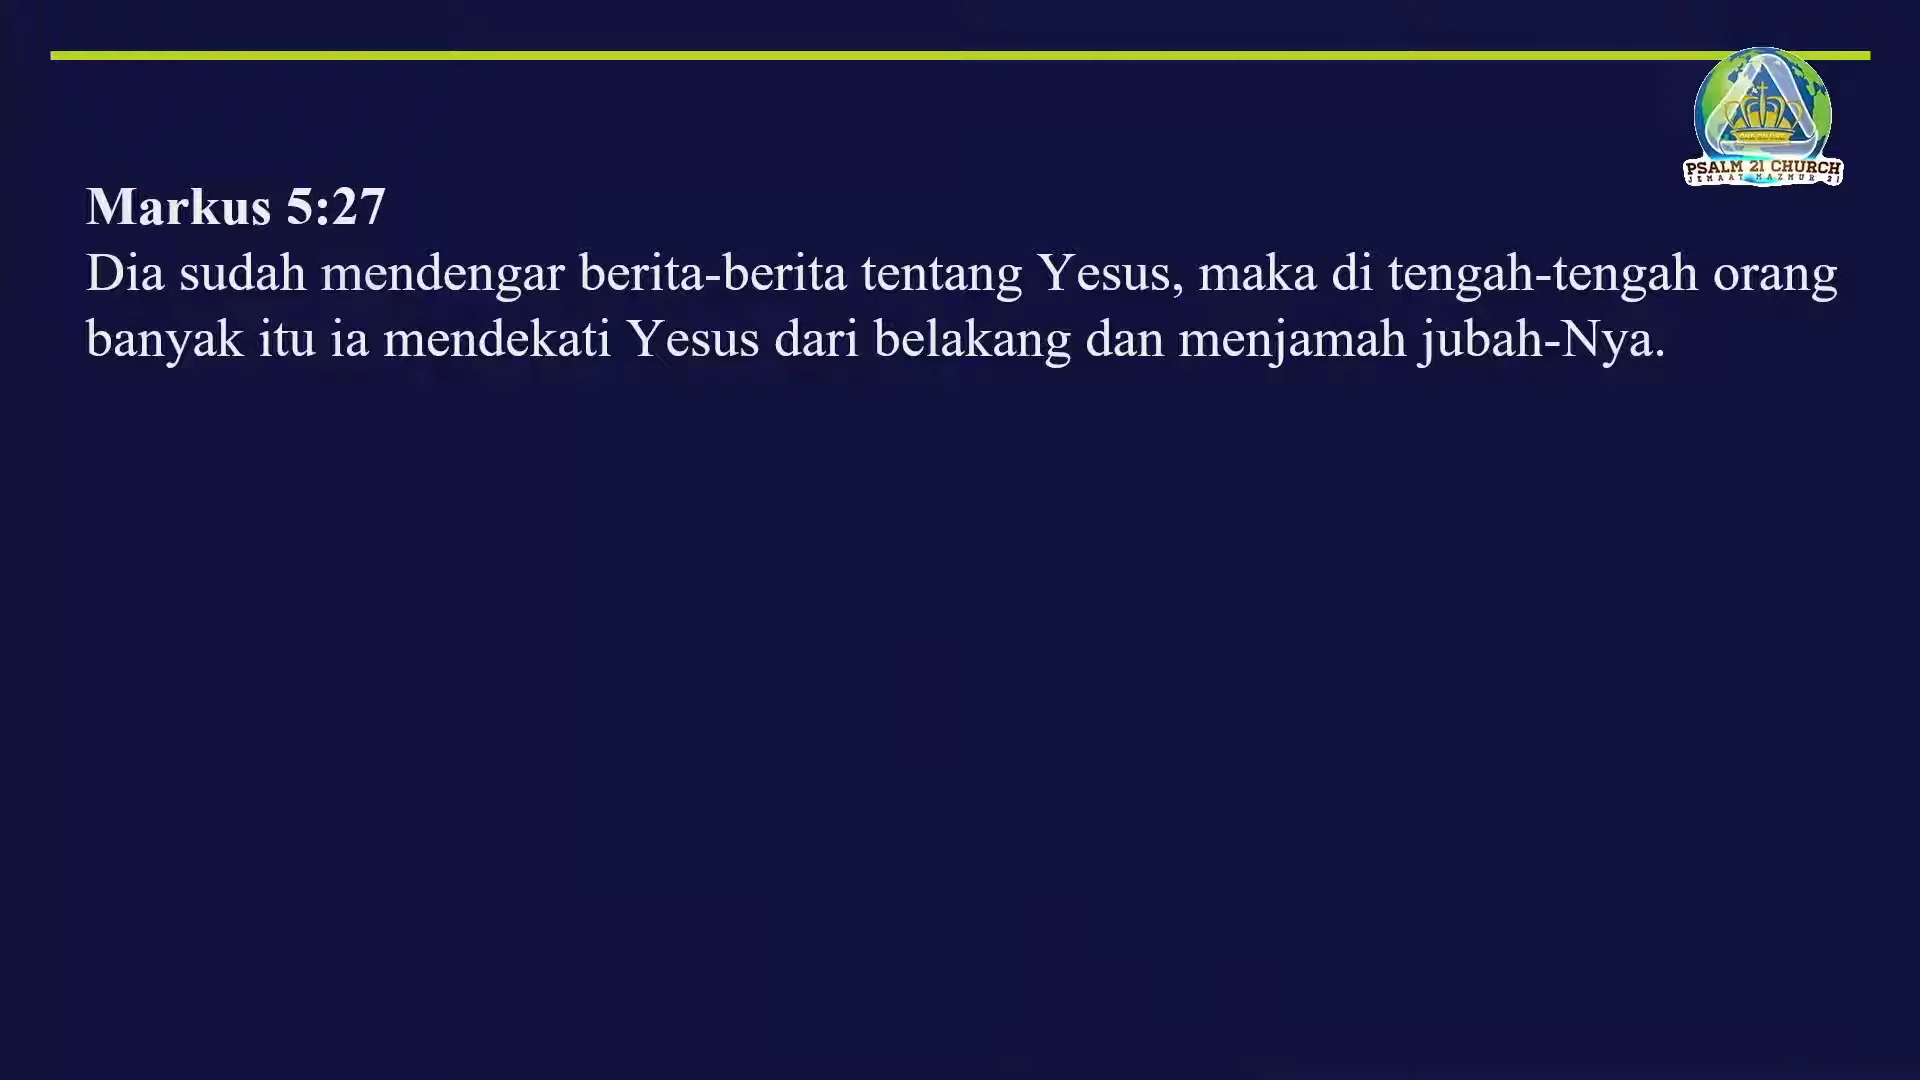 PSALM 21 CHURCH
JEMAAT MAZMUR 21
Markus 5:27
Dia sudah mendengar berita-berita tentang Yesus, maka di tengah-tengah orang
banyak itu ia mendekati Yesus dari belakang dan menjamah jubah-Nya.